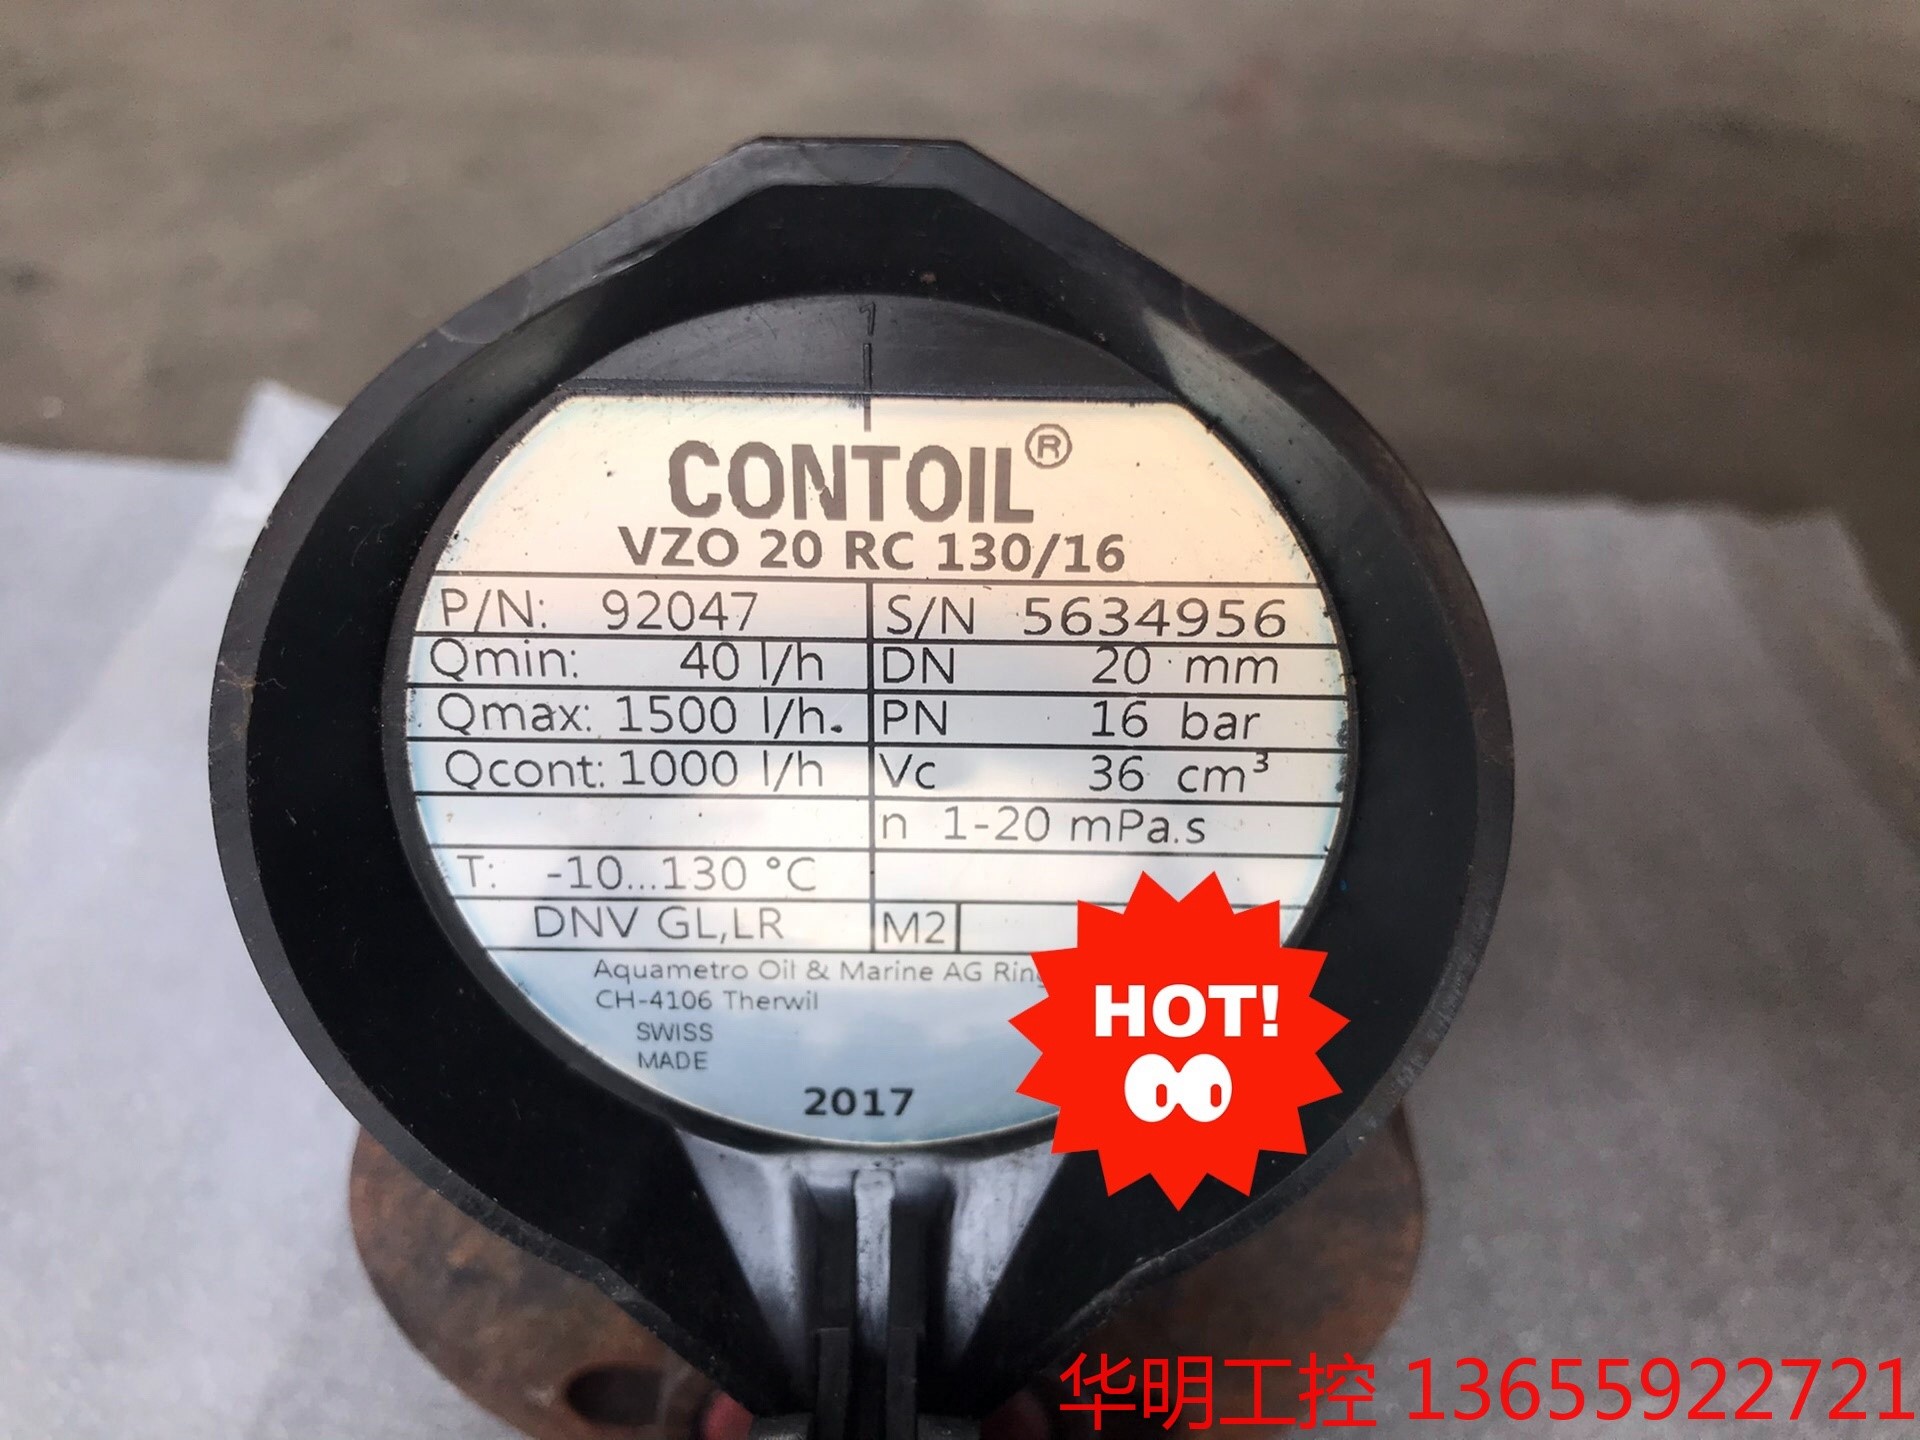 1
CONTOIL®
VZO 20 RC 130/16
P/N: 92047 S/N 5634956
Qmin: 40 l/h DN 20 mm
Qmax: 1500 l/h. PN 16 bar
Qcont: 1000 l/h Vc 36 cm³
n 1-20 mPa.s
T: -10...130 °C
DNV GL,LR M2
Aquametro Oil & Marine AG
CH-4106 Therwil
SWISS
MADE
2017
HOT!
华明工控 13655922721